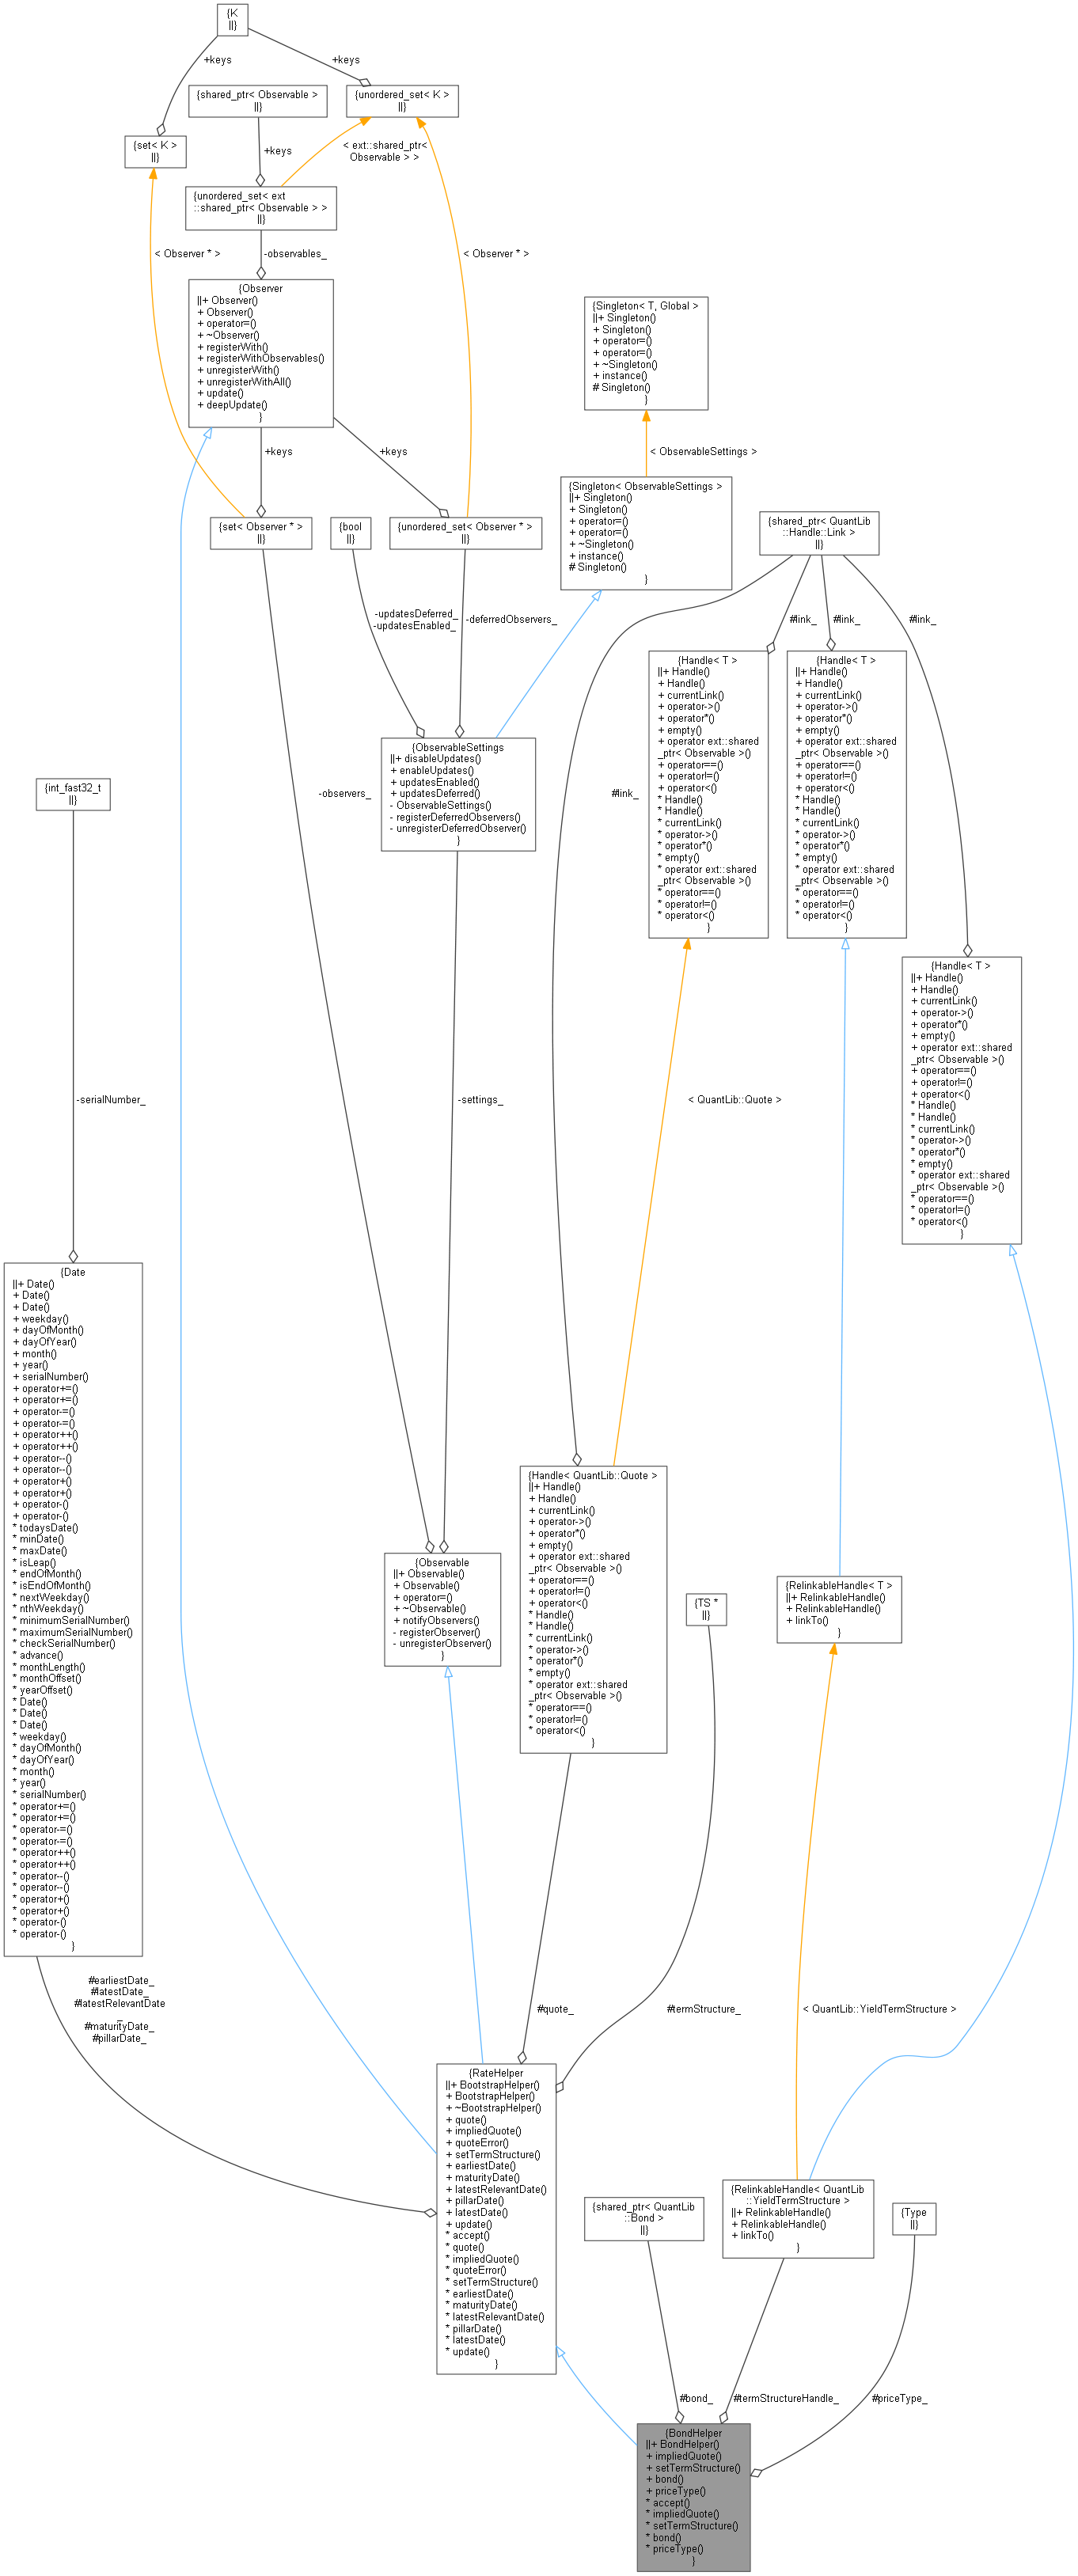 {K
||}
+keys
+keys
{shared_ptr< Observable >
||}
{unordered_set< K >
||}
{set< K >
||}
+keys
< ext::shared_ptr<
Observable > >
{unordered_set< ext
::shared_ptr< Observable > >
||}
< Observer * >
-observables_
< Observer * >
{Observer
||+ Observer()
+ Observer()
+ operator=()
+ ~Observer()
+ registerWith()
+ registerWithObservables()
+ unregisterWith()
+ unregisterWithAll()
+ update()
+ deepUpdate()
}
{Singleton< T, Global >
||+ Singleton()
+ Singleton()
+ operator=()
+ operator=()
+ ~Singleton()
+ instance()
# Singleton()
}
+keys
+keys
< ObservableSettings >
{Singleton< ObservableSettings >
||+ Singleton()
+ Singleton()
+ operator=()
+ operator=()
+ ~Singleton()
+ instance()
# Singleton()
}
{set< Observer * >
||}
{bool
||}
{unordered_set< Observer * >
||}
{shared_ptr< QuantLib
::Handle::Link >
||}
-updatesDeferred_
-updatesEnabled_
-deferredObservers_
#link_
#link_
#link_
{Handle< T >
||+ Handle()
+ Handle()
+ currentLink()
+ operator->()
+ operator*()
+ empty()
+ operator ext::shared
_ptr< Observable >()
+ operator==()
+ operator!=()
+ operator<()
* Handle()
* Handle()
* currentLink()
* operator->()
* operator*()
* empty()
* operator ext::shared
_ptr< Observable >()
* operator==()
* operator!=()
* operator<()
}
{Handle< T >
||+ Handle()
+ Handle()
+ currentLink()
+ operator->()
+ operator*()
+ empty()
+ operator ext::shared
_ptr< Observable >()
+ operator==()
+ operator!=()
+ operator<()
* Handle()
* Handle()
* currentLink()
* operator->()
* operator*()
* empty()
* operator ext::shared
_ptr< Observable >()
* operator==()
* operator!=()
* operator<()
}
{ObservableSettings
||+ disableUpdates()
+ enableUpdates()
+ updatesEnabled()
+ updatesDeferred()
- ObservableSettings()
- registerDeferredObservers()
- unregisterDeferredObserver()
}
{int_fast32_t
||}
-observers_
#link_
{Handle< T >
||+ Handle()
+ Handle()
+ currentLink()
+ operator->()
+ operator*()
+ empty()
+ operator ext::shared
_ptr< Observable >()
+ operator==()
+ operator!=()
+ operator<()
* Handle()
* Handle()
* currentLink()
* operator->()
* operator*()
* empty()
* operator ext::shared
_ptr< Observable >()
* operator==()
* operator!=()
* operator<()
}
-serialNumber_
-settings_
< QuantLib::Quote >
{Date
||+ Date()
+ Date()
+ Date()
+ weekday()
+ dayOfMonth()
+ dayOfYear()
+ month()
+ year()
+ serialNumber()
+ operator+=()
+ operator+=()
+ operator-=()
+ operator-=()
+ operator++()
+ operator++()
+ operator--()
+ operator--()
+ operator+()
+ operator+()
+ operator-()
+ operator-()
* todaysDate()
* minDate()
* maxDate()
* isLeap()
* endOfMonth()
* isEndOfMonth()
* nextWeekday()
* nthWeekday()
* minimumSerialNumber()
* maximumSerialNumber()
* checkSerialNumber()
* advance()
* monthLength()
* monthOffset()
* yearOffset()
* Date()
* Date()
* Date()
* weekday()
* dayOfMonth()
* dayOfYear()
* month()
* year()
* serialNumber()
* operator+=()
* operator+=()
* operator-=()
* operator-=()
* operator++()
* operator++()
* operator--()
* operator--()
* operator+()
* operator+()
* operator-()
* operator-()
}
{Handle< QuantLib::Quote >
||+ Handle()
+ Handle()
+ currentLink()
+ operator->()
+ operator*()
+ empty()
+ operator ext::shared
_ptr< Observable >()
+ operator==()
+ operator!=()
+ operator<()
* Handle()
* Handle()
* currentLink()
* operator->()
* operator*()
* empty()
* operator ext::shared
_ptr< Observable >()
* operator==()
* operator!=()
* operator<()
}
{Observable
||+ Observable()
+ Observable()
+ operator=()
+ ~Observable()
+ notifyObservers()
- registerObserver()
- unregisterObserver()
}
{TS *
||}
{RelinkableHandle< T >
||+ RelinkableHandle()
+ RelinkableHandle()
+ linkTo()
}
#earliestDate_
#latestDate_
#latestRelevantDate
_
#maturityDate_
#pillarDate_
#quote_
#termStructure_
< QuantLib::YieldTermStructure >
{RateHelper
||+ BootstrapHelper()
+ BootstrapHelper()
+ ~BootstrapHelper()
+ quote()
+ impliedQuote()
+ quoteError()
+ setTermStructure()
+ earliestDate()
+ maturityDate()
+ latestRelevantDate()
+ pillarDate()
+ latestDate()
+ update()
* accept()
* quote()
* impliedQuote()
* quoteError()
* setTermStructure()
* earliestDate()
* maturityDate()
* latestRelevantDate()
* pillarDate()
* latestDate()
* update()
}
{shared_ptr< QuantLib
::Bond >
||}
{RelinkableHandle< QuantLib
::YieldTermStructure >
||+ RelinkableHandle()
+ RelinkableHandle()
+ linkTo()
}
{Type
||}
#bond_
#termStructureHandle_
#priceType_
{BondHelper
||+ BondHelper()
+ impliedQuote()
+ setTermStructure()
+ bond()
+ priceType()
* accept()
* impliedQuote()
* setTermStructure()
* bond()
* priceType()
}